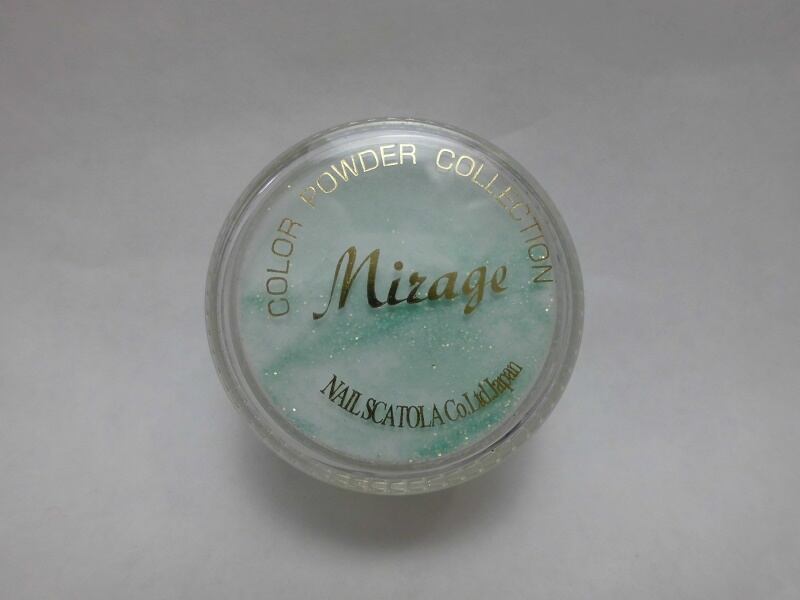 COLOR POWDER COLLECTION
Mirage
NAIL SCATOLA Co.Ltd.Japan